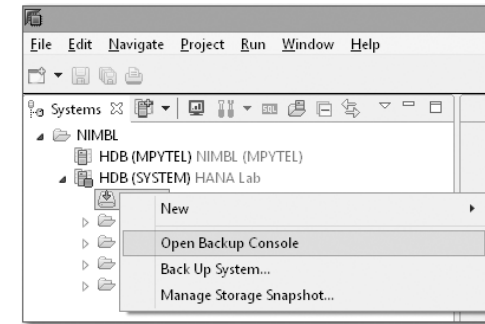 File Edit Navigate Project Run Window Help
Systems
NIMBL
HDB (MPYTEL) NIMBL (MPYTEL)
HDB (SYSTEM) HANA Lab
New
Open Backup Console
Back Up System...
Manage Storage Snapshot...